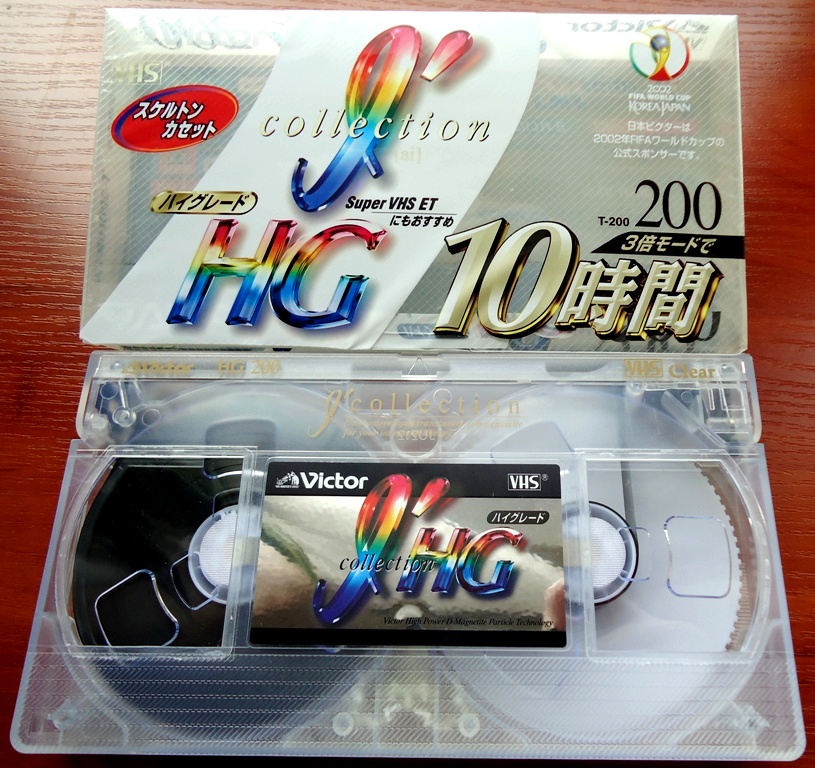 VHS
スケルトン
カセット
collection
[ai]
2002
FIFA WORLD CUP
KOREA JAPAN
日本ビクターは
2002年FIFAワールドカップの
公式スポンサーです。
ハイグレード
HG
Super VHS ET
にもおすすめ
T-200 200
3倍モードで
10時間
Victor HG 200
VHS Clear
collection
Victor
VHS®
ハイグレード
collection HG
Victor High Power-D Magnetite Particle Technology